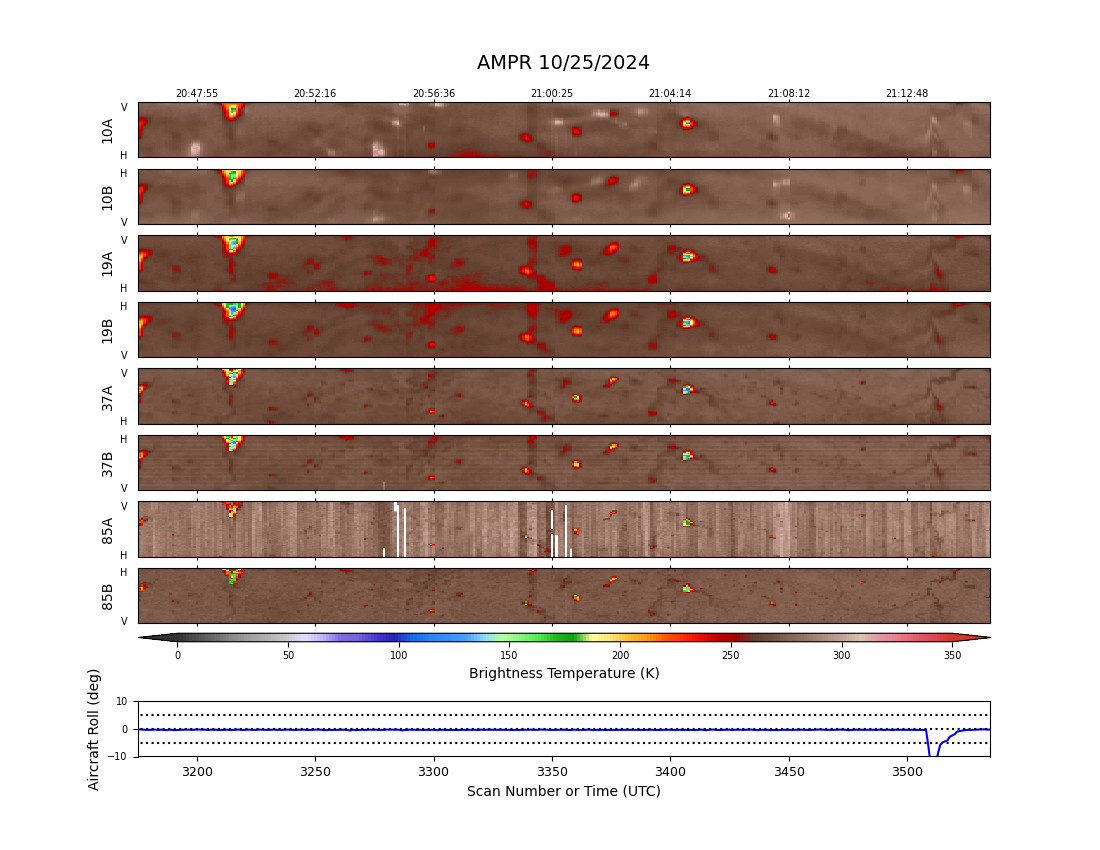 AMPR 10/25/2024
20:47:55 20:52:16 20:56:36 21:00:25 21:04:14 21:08:12 21:12:48
V
10A
H
H
10B
V
V
19A
H
H
19B
V
V
37A
H
H
37B
V
V
85A
H
H
85B
V
0 50 100 150 200 250 300 350
Brightness Temperature (K)
Aircraft Roll (deg)
10
0
−10
3200 3250 3300 3350 3400 3450 3500
Scan Number or Time (UTC)